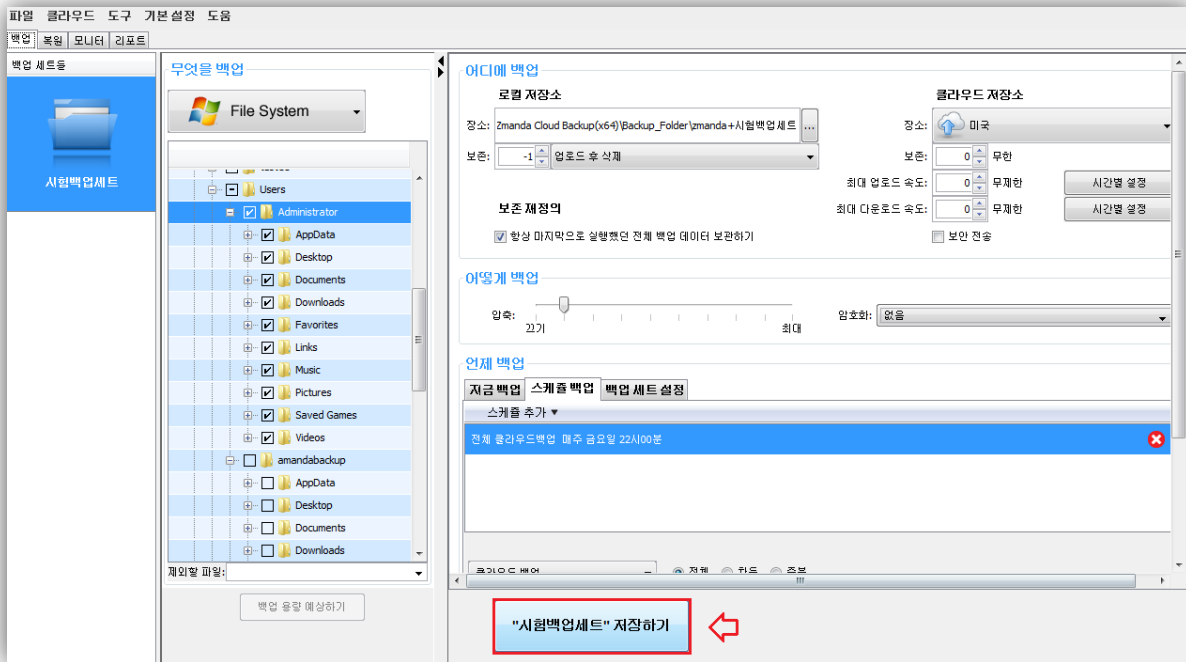 파일 클라우드 도구 기본 설정 도움
백업 복원 모니터 리포트
백업 세트들
시험백업세트
무엇을 백업
File System
Users
Administrator
AppData
Desktop
Documents
Downloads
Favorites
Links
Music
Pictures
Saved Games
Videos
amandabackup
AppData
Desktop
Documents
Downloads
제외할 파일:
백업 용량 예상하기
어디에 백업
로컬 저장소
장소: Zmanda Cloud Backup(x64)\Backup_Folder\zmanda+시험백업세트 ...
보존: -1 업로드 후 삭제
보존 재정의
항상 마지막으로 실행했던 전체 백업 데이터 보관하기
클라우드 저장소
장소: 미국
보존: 0 무한
최대 업로드 속도: 0 무제한 시간별 설정
최대 다운로드 속도: 0 무제한 시간별 설정
보안 전송
어떻게 백업
압축: 끄기 최대
암호화: 없음
언제 백업
지금 백업 스케쥴 백업 백업 세트 설정
스케쥴 추가 ▼
전체 클라우드백업 매주 금요일 22시00분
클라우드 백업 전체 차등 증분
"시험백업세트" 저장하기